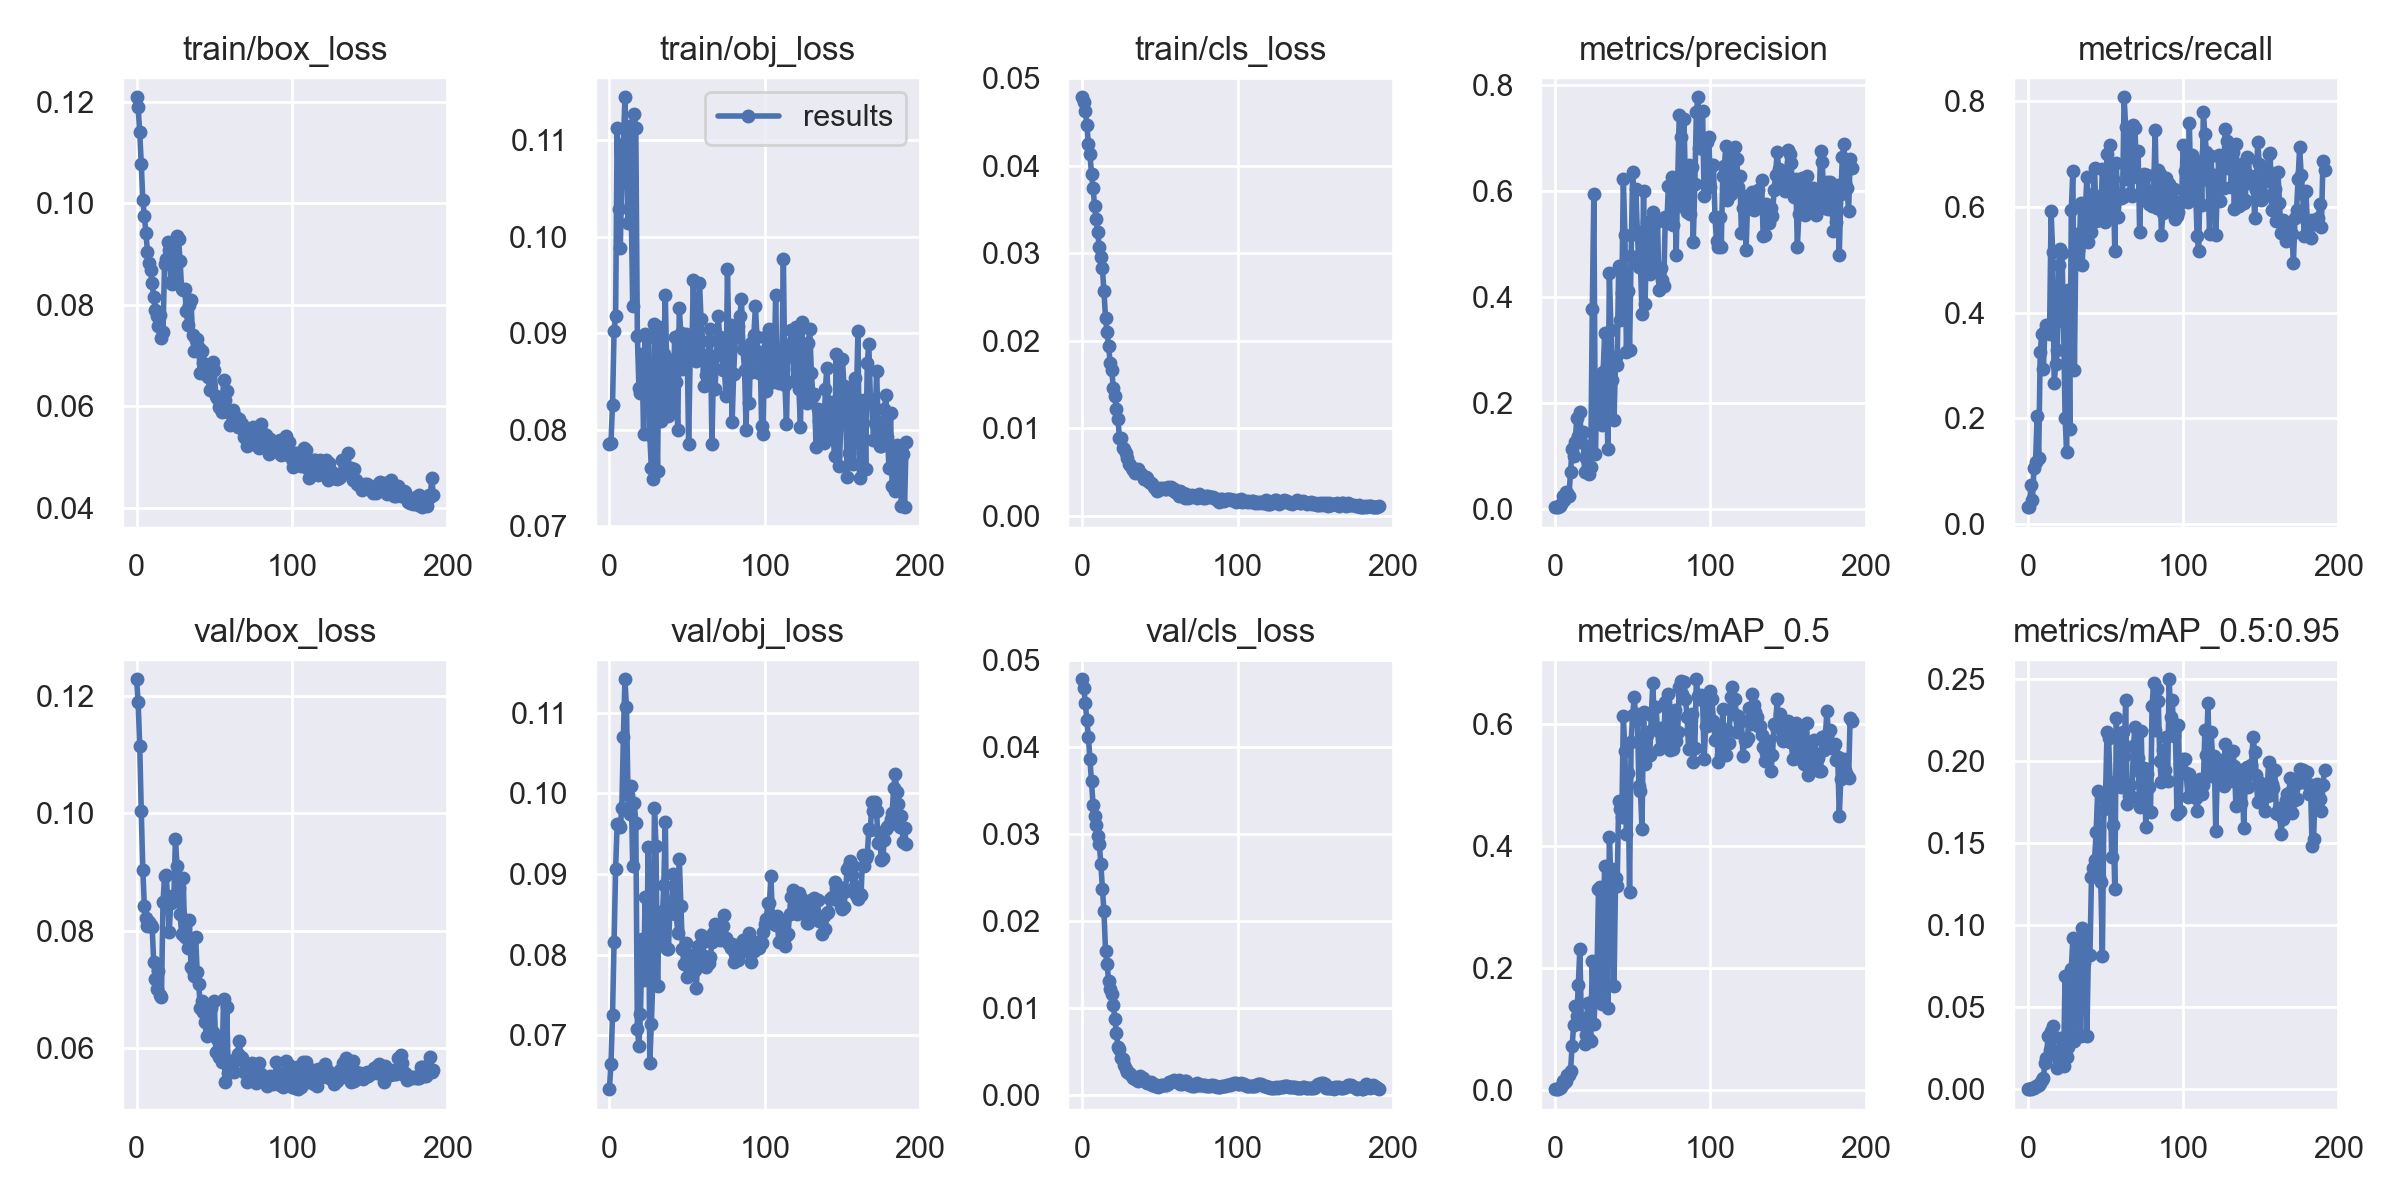 train/box_loss
0.12
0.10
0.08
0.06
0.04
0 100 200
train/obj_loss
results
0.11
0.10
0.09
0.08
0.07
0 100 200
train/cls_loss
0.05
0.04
0.03
0.02
0.01
0.00
0 100 200
metrics/precision
0.8
0.6
0.4
0.2
0.0
0 100 200
metrics/recall
0.8
0.6
0.4
0.2
0.0
0 100 200
val/box_loss
0.12
0.10
0.08
0.06
0 100 200
val/obj_loss
0.11
0.10
0.09
0.08
0.07
0 100 200
val/cls_loss
0.05
0.04
0.03
0.02
0.01
0.00
0 100 200
metrics/mAP_0.5
0.6
0.4
0.2
0.0
0 100 200
metrics/mAP_0.5:0.95
0.25
0.20
0.15
0.10
0.05
0.00
0 100 200